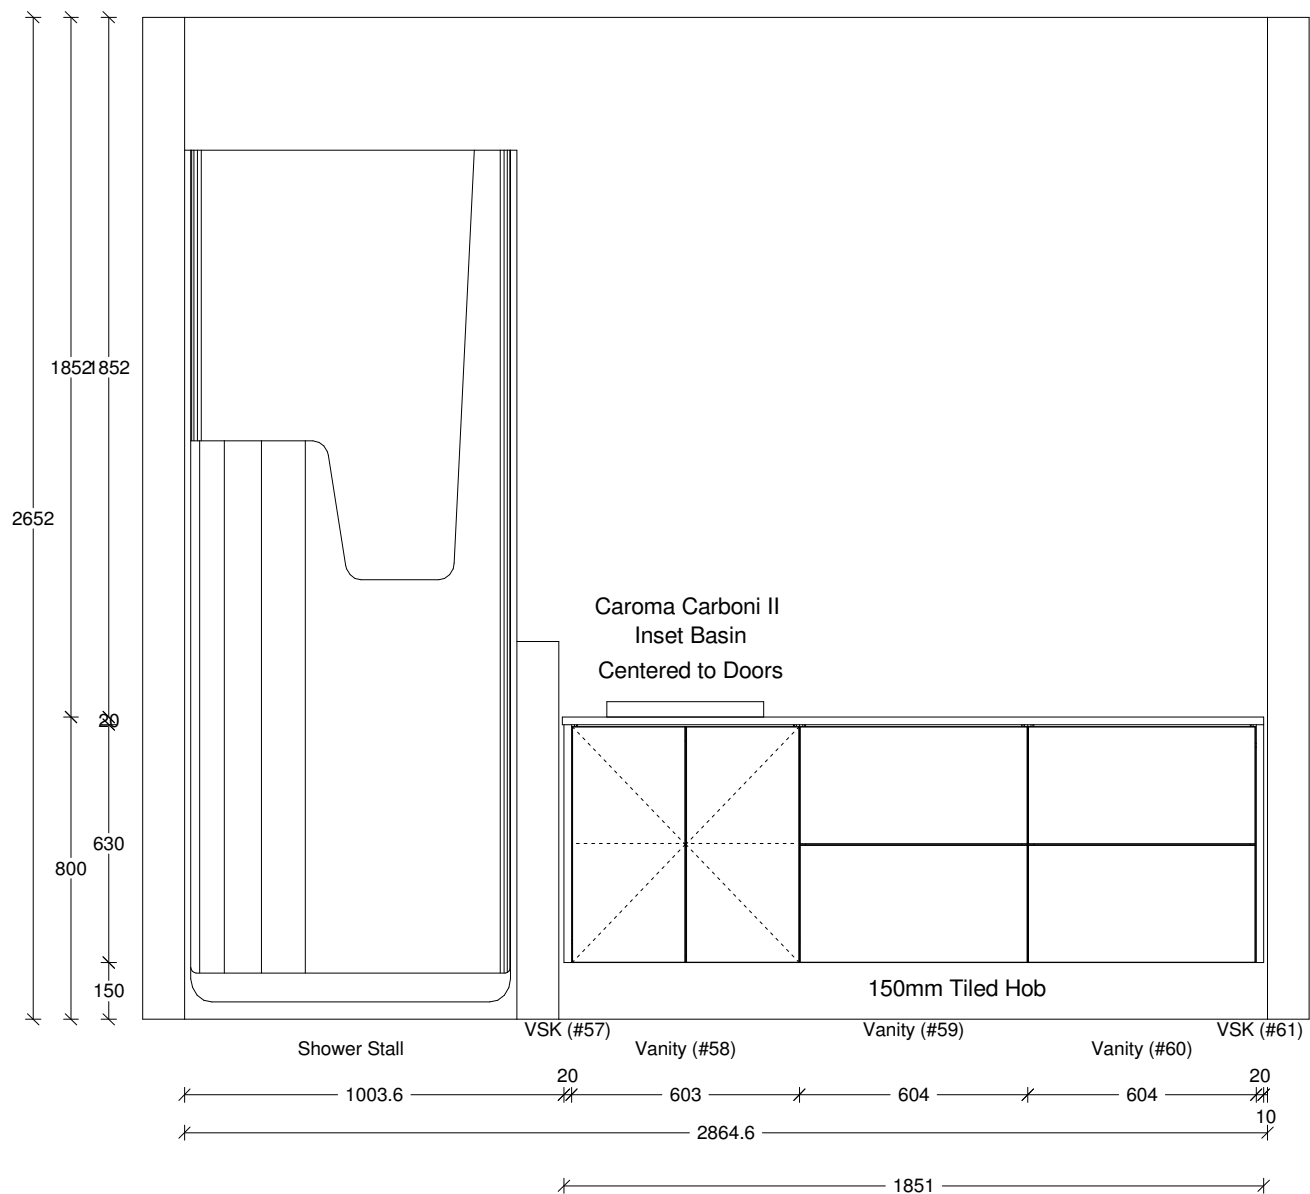 1852
1852
2652
Caroma Carboni II
Inset Basin
Centered to Doors
20
630
800
150
150mm Tiled Hob
VSK (#57)
Vanity (#59)
VSK (#61)
Shower Stall
Vanity (#58)
Vanity (#60)
20
20
1003.6
603
604
604
10
2864.6
1851